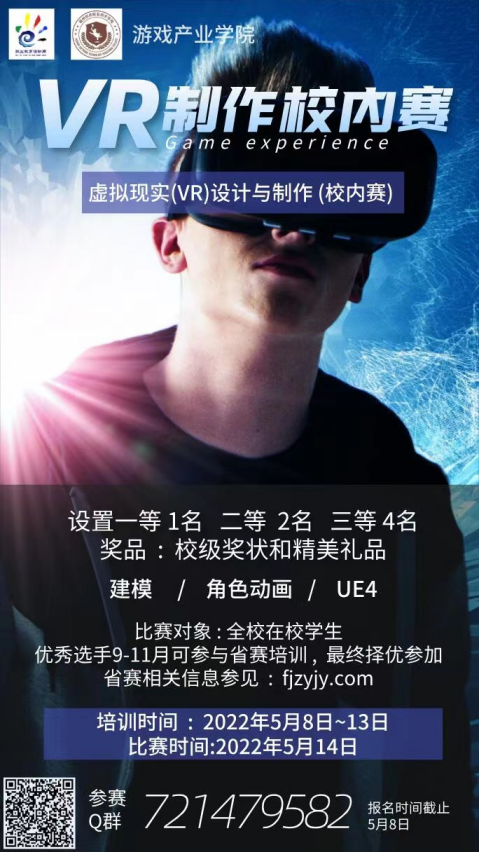 游戏产业学院
VR制作校内赛
Game experience
虚拟现实(VR)设计与制作 (校内赛)
设置一等 1名 二等 2名 三等 4名
奖品 : 校级奖状和精美礼品
建模 / 角色动画 / UE4
比赛对象 : 全校在校学生
优秀选手9-11月可参与省赛培训 , 最终择优参加
省赛相关信息参见 : fjzyjy.com
培训时间 : 2022年5月8日~13日
比赛时间:2022年5月14日
参赛
Q群
721479582
报名时间截止
5月8日